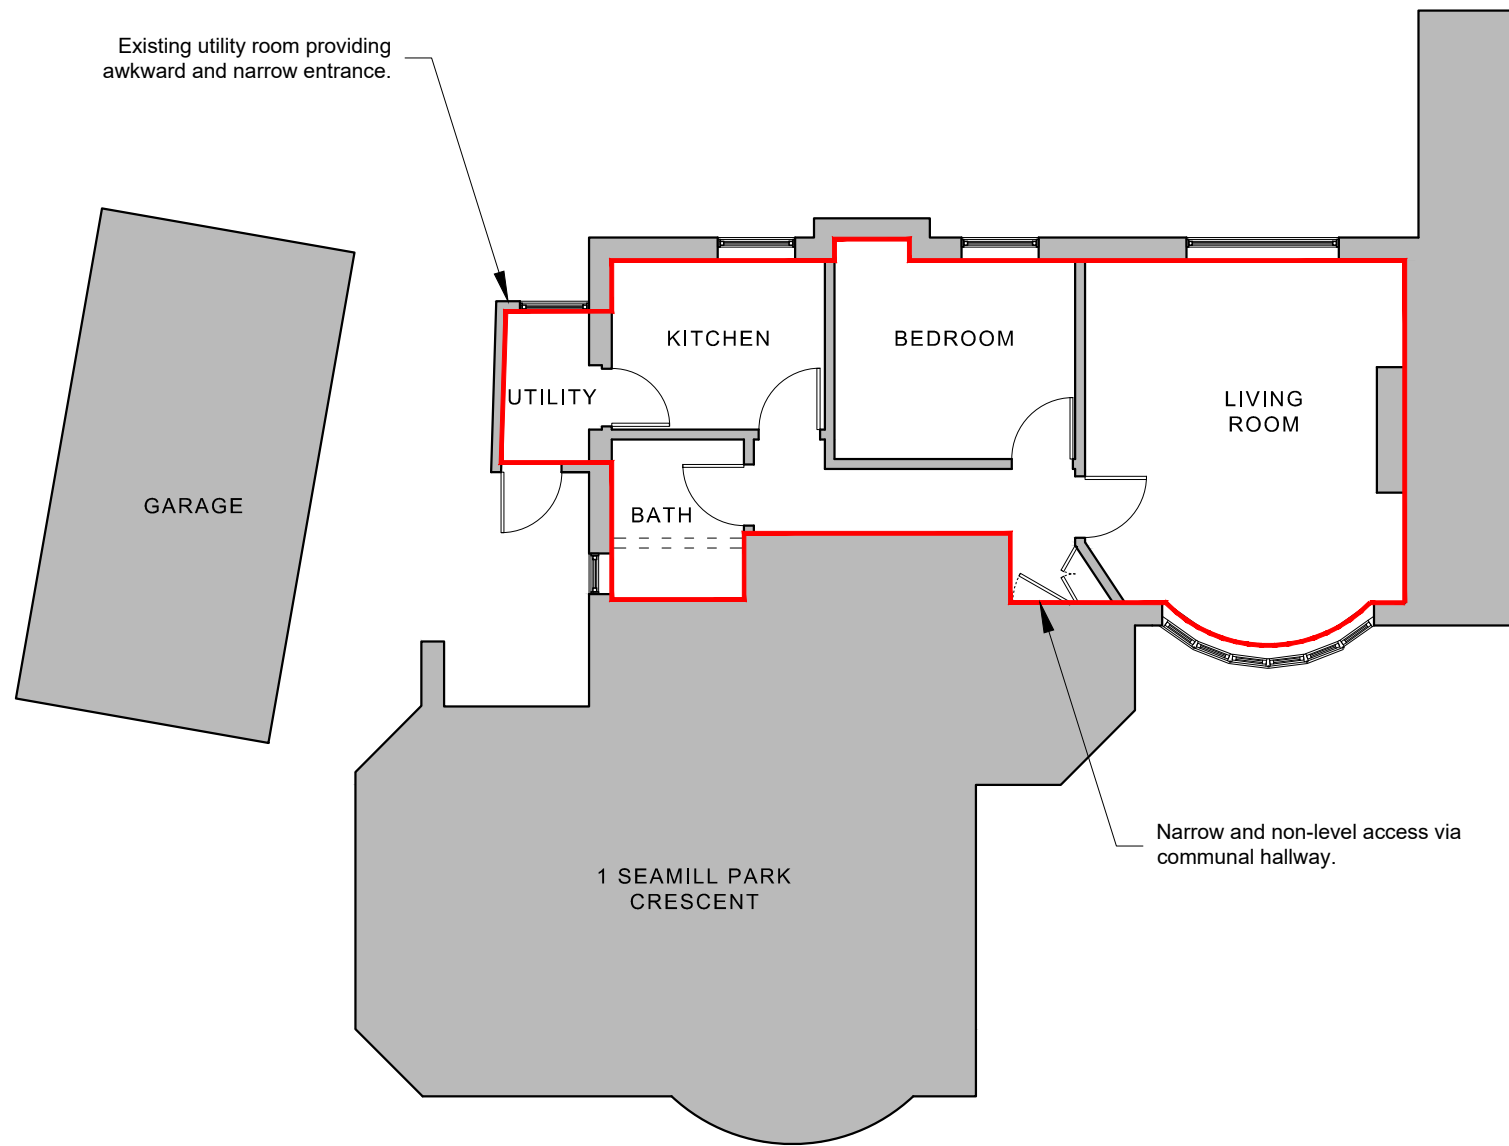 Existing utility room providing
awkward and narrow entrance.
KITCHEN
BEDROOM
UTILITY
LIVING
ROOM
GARAGE
BATH
Narrow and non-level access via
communal hallway.
1 SEAMILL PARK
CRESCENT